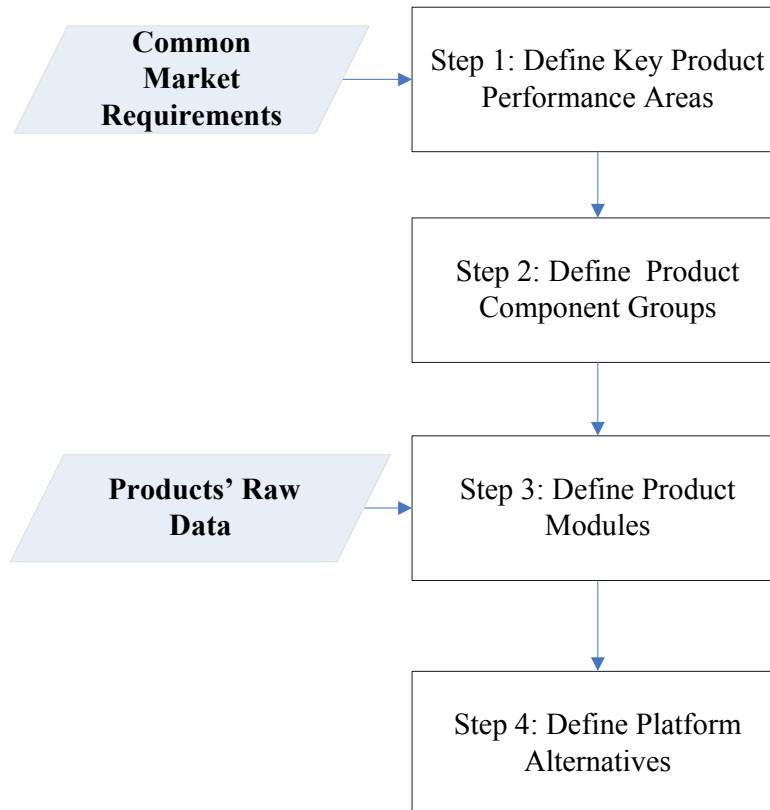 Common
Market
Requirements
Step 1: Define Key Product
Performance Areas
Step 2: Define  Product
Component Groups
Products’ Raw
Data
Step 3: Define Product
Modules
Step 4: Define Platform
Alternatives